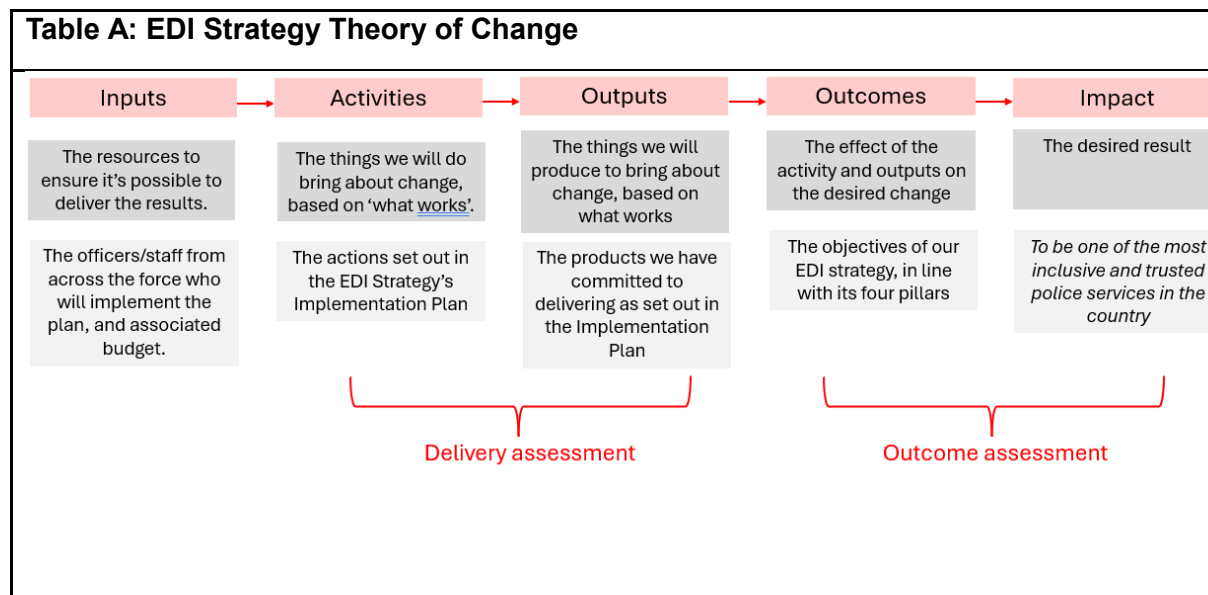 Table A: EDI Strategy Theory of Change
Inputs
Activities
Outputs
Outcomes
Impact
The resources to
ensure it’s possible to
deliver the results.
The things we will do
bring about change,
based on ‘what works’.
The things we will
produce to bring about
change, based on
what works
The effect of the
activity and outputs on
the desired change
The desired result
The officers/staff from
across the force who
will implement the
plan, and associated
budget.
The actions set out in
the EDI Strategy’s
Implementation Plan
The products we have
committed to
delivering as set out in
the Implementation
Plan
The objectives of our
EDI strategy, in line
with its four pillars
To be one of the most
inclusive and trusted
police services in the
country
Delivery assessment
Outcome assessment